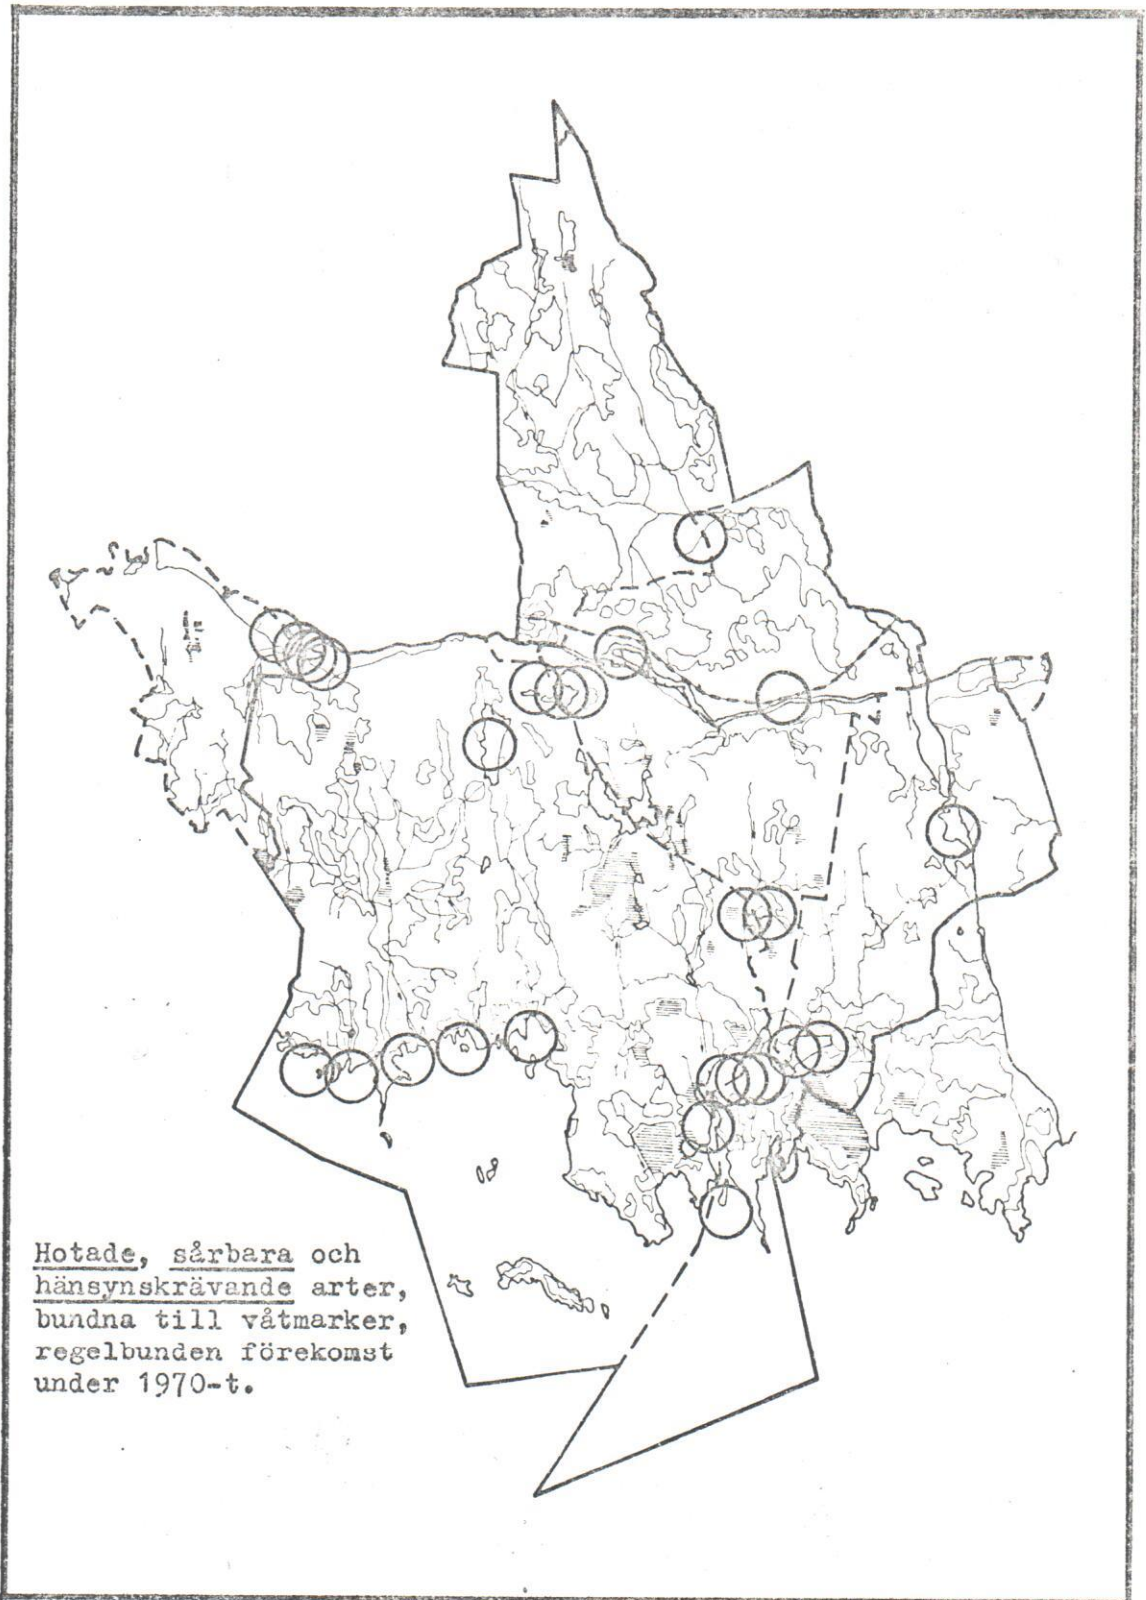 Hotade, sårbara och
hänsynskrävande arter,
bundna till våtmarker,
regelbunden förekomst
under 1970-t.